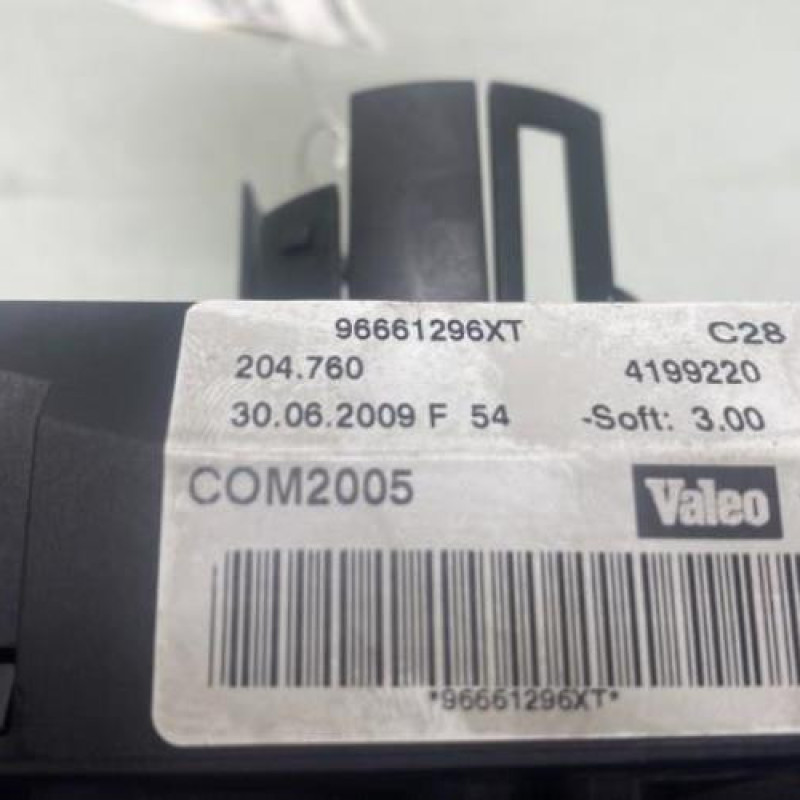 96661296XT C28
204.760 4199220
30.06.2009 F 54 -Soft: 3.00
COM2005 Valeo
*96661296XT*